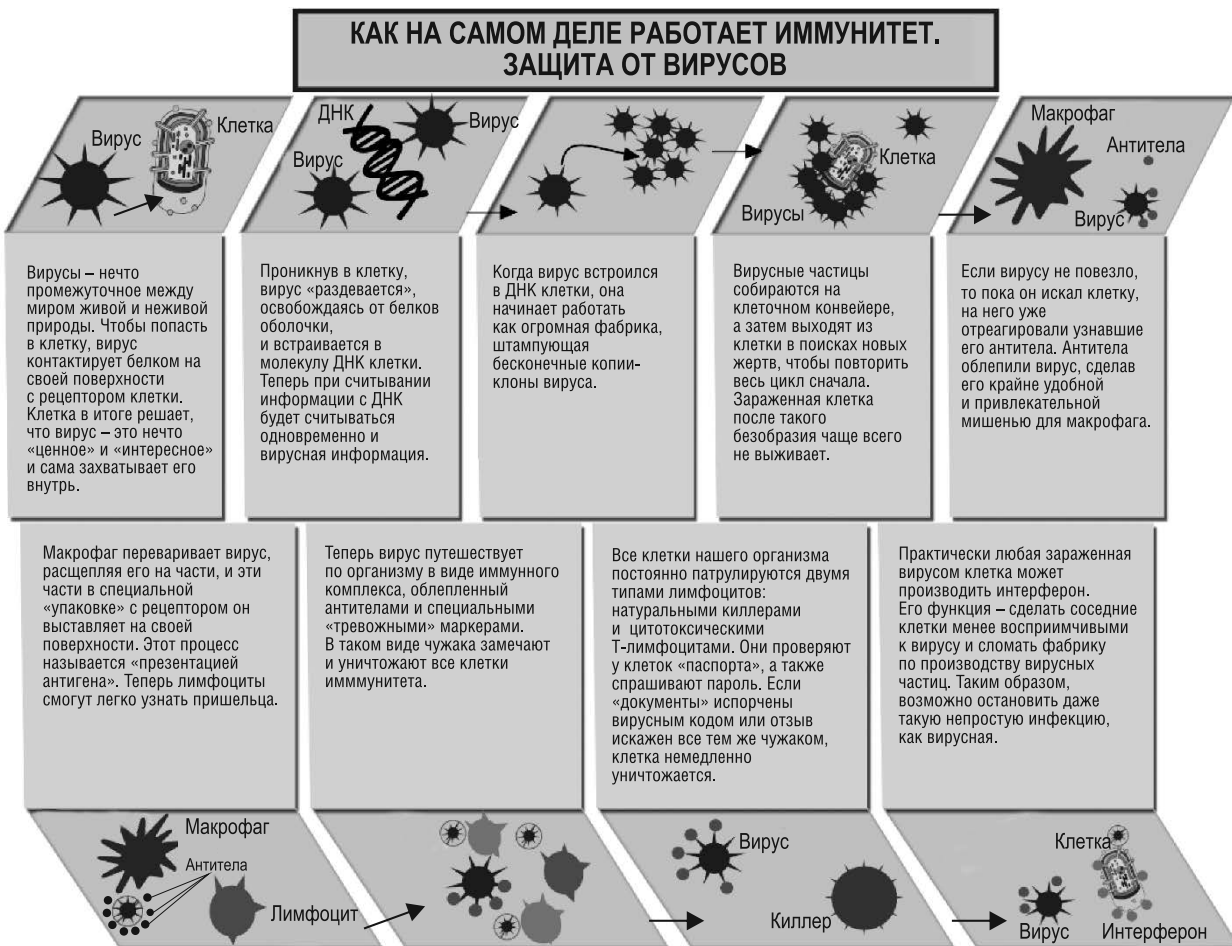 КАК НА САМОМ ДЕЛЕ РАБОТАЕТ ИММУНИТЕТ.
ЗАЩИТА ОТ ВИРУСОВ
Вирус
Клетка
ДНК
Вирус
Вирус
Клетка
Вирусы
Макрофаг
Антитела
Вирус
Вирусы – нечто
промежуточное между
миром живой и неживой
природы. Чтобы попасть
в клетку, вирус
контактирует белком на
своей поверхности
с рецептором клетки.
Клетка в итоге решает,
что вирус – это нечто
«ценное» и «интересное»
и сама захватывает его
внутрь.
Проникнув в клетку,
вирус «раздевается»,
освобождаясь от белков
оболочки,
и встраивается в
молекулу ДНК клетки.
Теперь при считывании
информации с ДНК
будет считываться
одновременно и
вирусная информация.
Когда вирус встроился
в ДНК клетки, она
начинает работать
как огромная фабрика,
штампующая
бесконечные копии-
клоны вируса.
Вирусные частицы
собираются на
клеточном конвейере,
а затем выходят из
клетки в поисках новых
жертв, чтобы повторить
весь цикл сначала.
Зараженная клетка
после такого
безобразия чаще всего
не выживает.
Если вирусу не повезло,
то пока он искал клетку,
на него уже
отреагировали узнавшие
его антитела. Антитела
облепили вирус, сделав
его крайне удобной
и привлекательной
мишенью для макрофага.
Макрофаг переваривает вирус,
расщепляя его на части, и эти
части в специальной
«упаковке» с рецептором он
выставляет на своей
поверхности. Этот процесс
называется «презентацией
антигена». Теперь лимфоциты
смогут легко узнать пришельца.
Теперь вирус путешествует
по организму в виде иммунного
комплекса, облепленный
антителами и специальными
«тревожными» маркерами.
В таком виде чужака замечают
и уничтожают все клетки
имммунитета.
Все клетки нашего организма
постоянно патрулируются двумя
типами лимфоцитов:
натуральными киллерами
и цитотоксическими
Т-лимфоцитами. Они проверяют
у клеток «паспорта», а также
спрашивают пароль. Если
«документы» испорчены
вирусным кодом или отзыв
искажен все тем же чужаком,
клетка немедленно
уничтожается.
Практически любая зараженная
вирусом клетка может
производить интерферон.
Его функция – сделать соседние
клетки менее восприимчивыми
к вирусу и сломать фабрику
по производству вирусных
частиц. Таким образом,
возможно остановить даже
такую непростую инфекцию,
как вирусная.
Макрофаг
Антитела
Лимфоцит
Вирус
Киллер
Клетка
Вирус
Интерферон